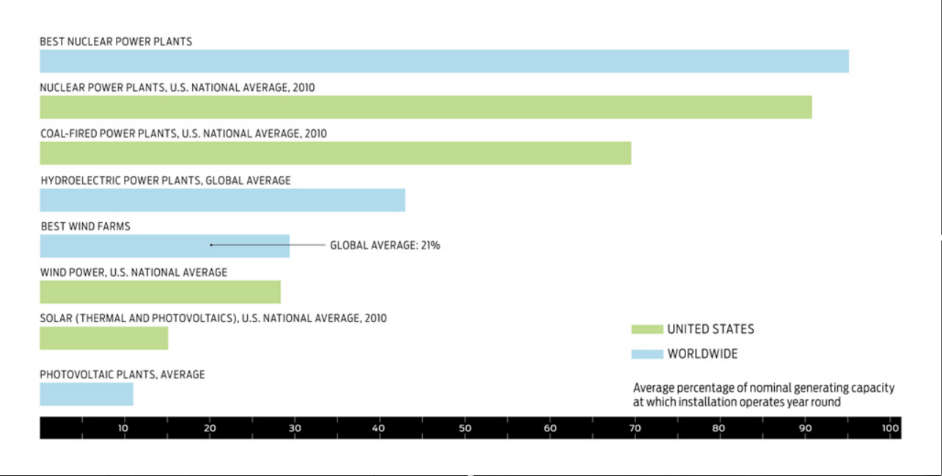 BEST NUCLEAR POWER PLANTS
NUCLEAR POWER PLANTS, U.S. NATIONAL AVERAGE, 2010
COAL-FIRED POWER PLANTS, U.S. NATIONAL AVERAGE, 2010
HYDROELECTRIC POWER PLANTS, GLOBAL AVERAGE
BEST WIND FARMS
GLOBAL AVERAGE: 21%
WIND POWER, U.S. NATIONAL AVERAGE
SOLAR (THERMAL AND PHOTOVOLTAICS), U.S. NATIONAL AVERAGE, 2010
UNITED STATES
WORLDWIDE
PHOTOVOLTAIC PLANTS, AVERAGE
Average percentage of nominal generating capacity
at which installation operates year round
10 20 30 40 50 60 70 80 90 100